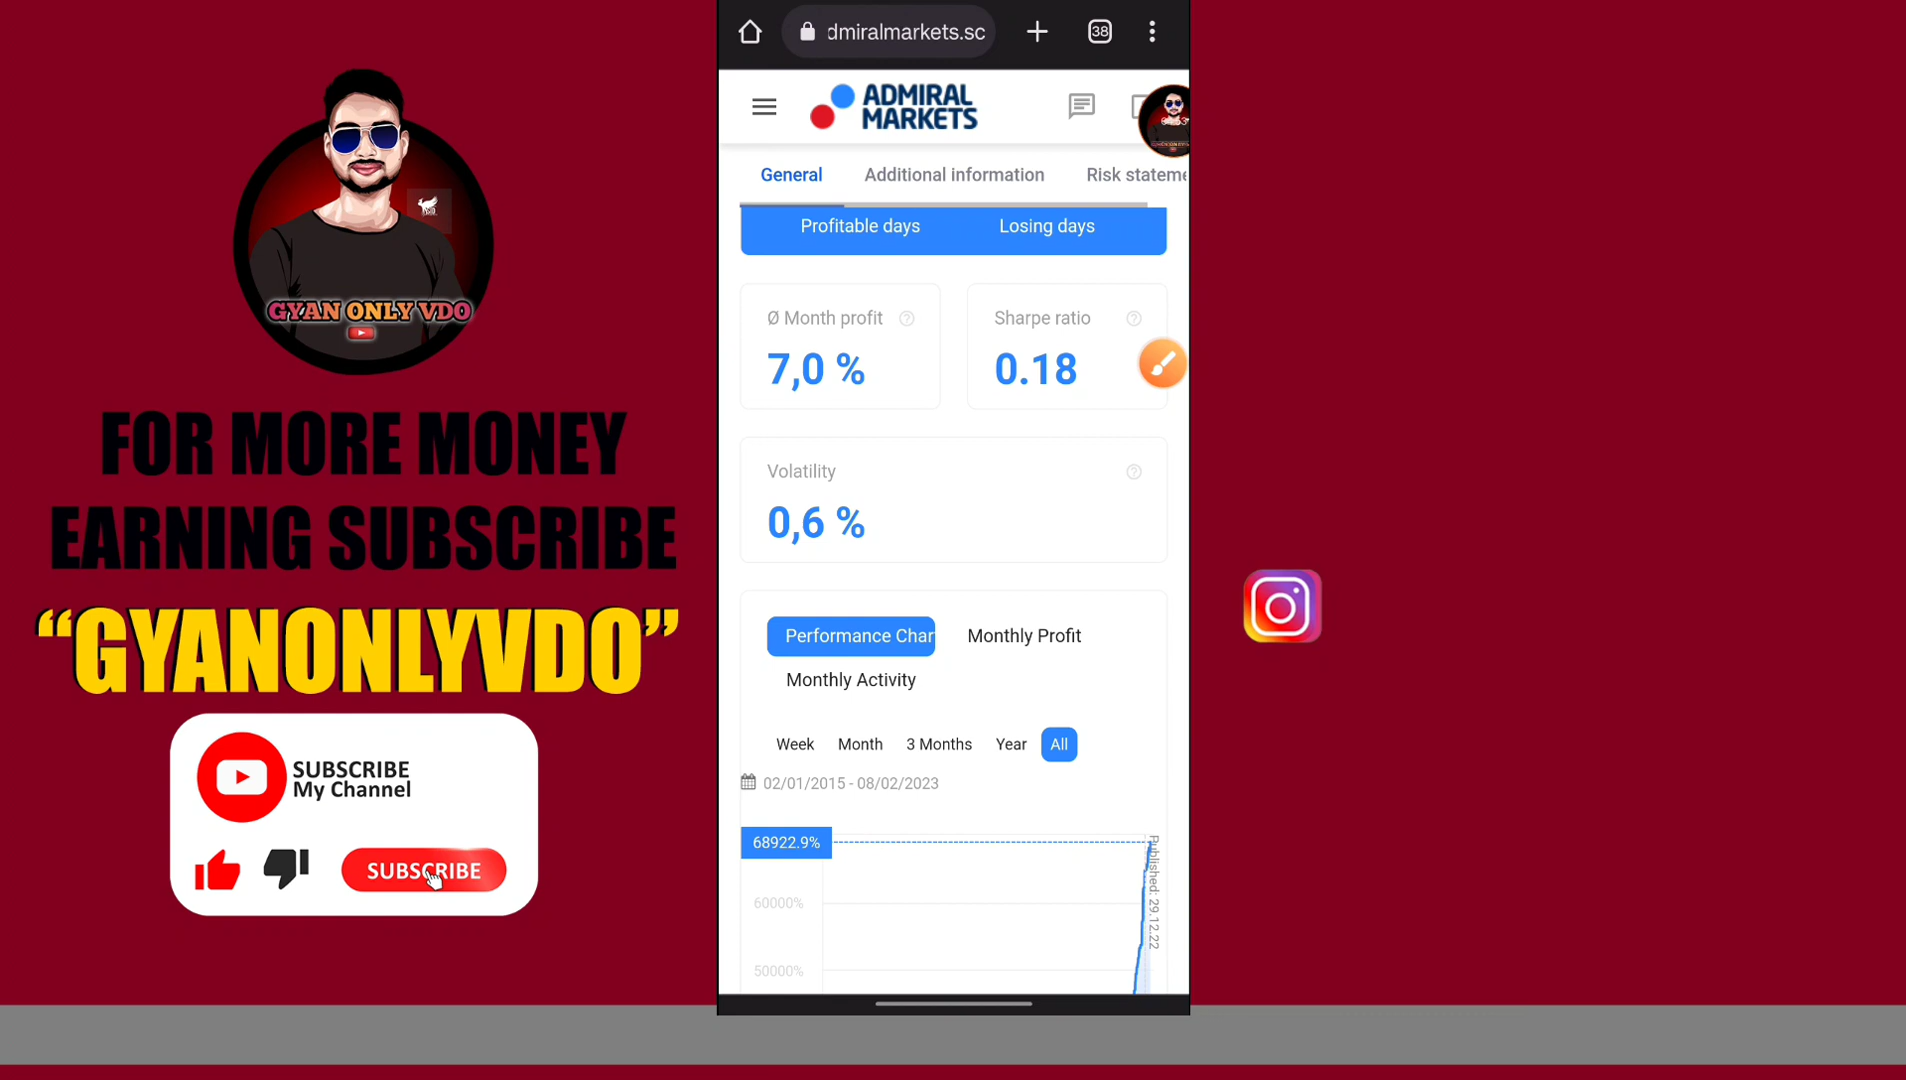 GYAN ONLY VDO
FOR MORE MONEY
EARNING SUBSCRIBE
“GYANONLYVDO”
SUBSCRIBE
My Channel
SUBSCRIBE
dmiralmarkets.sc
38
ADMIRAL
MARKETS
General Additional information Risk stateme
Profitable days Losing days
Ø Month profit Sharpe ratio
7,0 % 0.18
Volatility
0,6 %
Performance Char Monthly Profit
Monthly Activity
Week Month 3 Months Year All
02/01/2015 - 08/02/2023
68922.9%
60000%
50000%
Published: 29.12.22